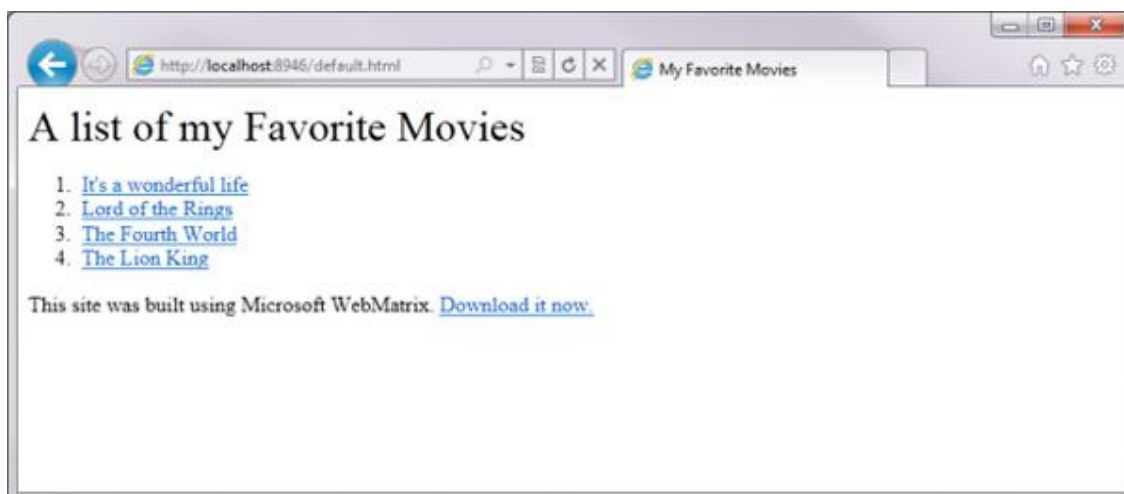 http://localhost:8946/default.html
My Favorite Movies
A list of my Favorite Movies
1. It's a wonderful life
2. Lord of the Rings
3. The Fourth World
4. The Lion King
This site was built using Microsoft WebMatrix. Download it now.